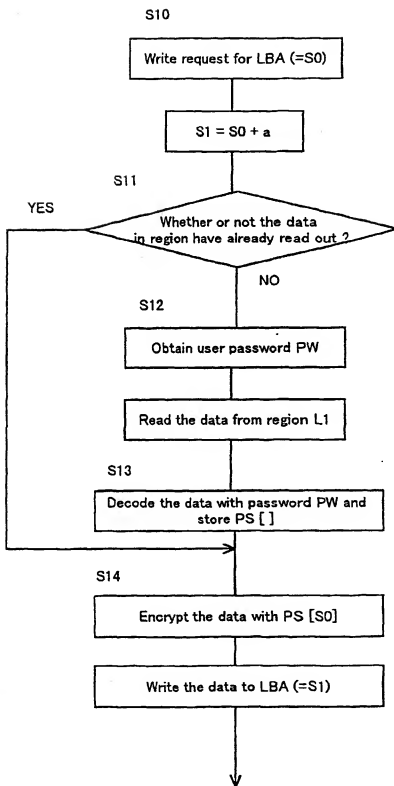 S10
Write request for LBA (=S0)
S1 = S0 + a
S11
YES
Whether or not the data
in region have already read out ?
NO
S12
Obtain user password PW
Read the data from region L1
S13
Decode the data with password PW and
store PS [ ]
S14
Encrypt the data with PS [S0]
Write the data to LBA (=S1)